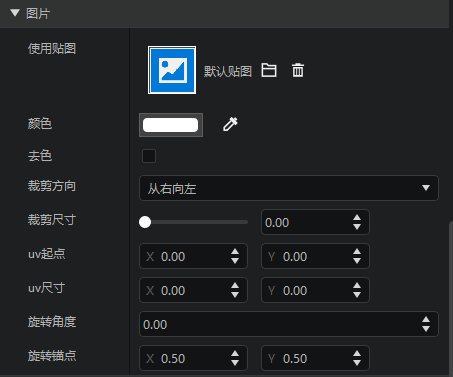 图片
使用贴图 默认贴图
颜色
去色
裁剪方向 从右向左
裁剪尺寸 0.00
uv起点 X 0.00 Y 0.00
uv尺寸 X 0.00 Y 0.00
旋转角度 0.00
旋转锚点 X 0.50 Y 0.50